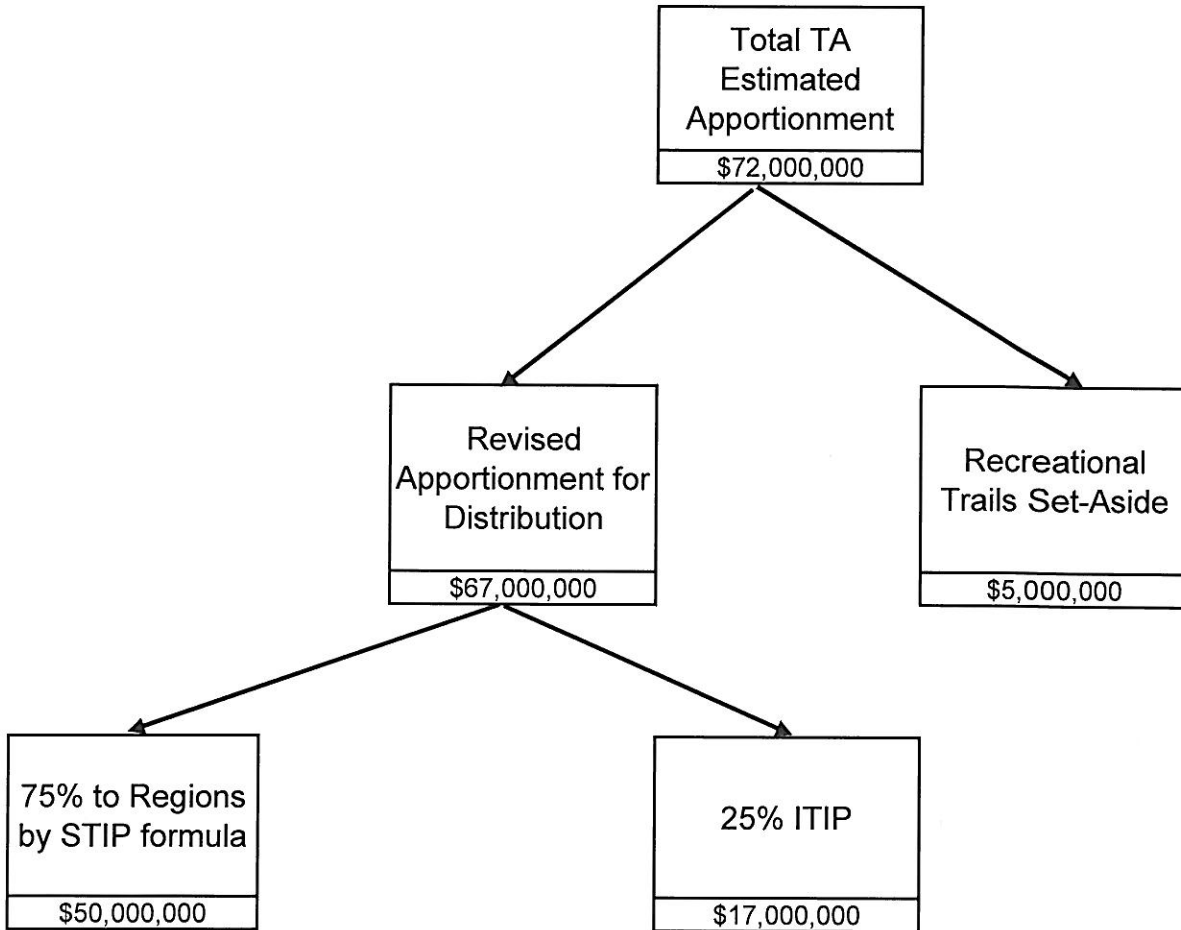 Total TA
Estimated
Apportionment
$72,000,000
Revised
Apportionment for
Distribution
$67,000,000
Recreational
Trails Set-Aside
$5,000,000
75% to Regions
by STIP formula
$50,000,000
25% ITIP
$17,000,000